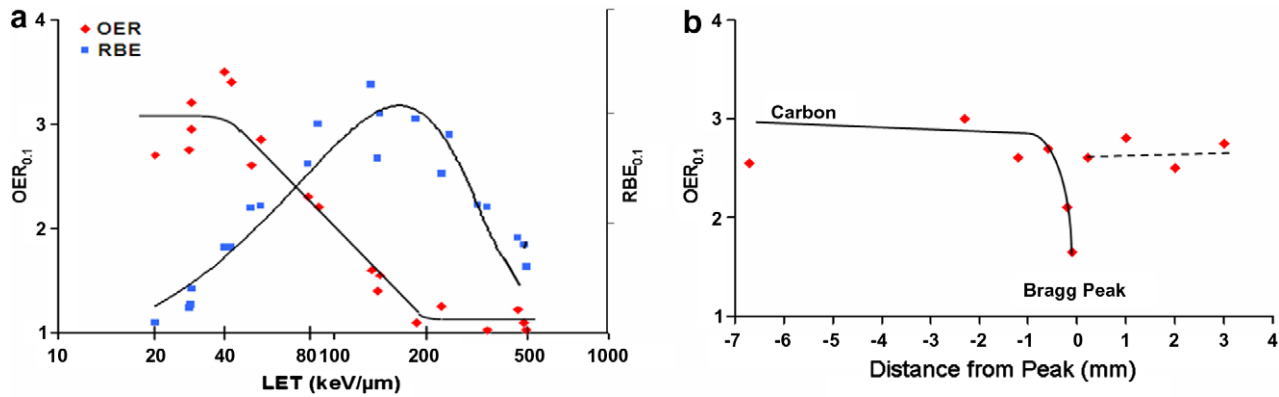 a
OER
RBE
4
3
2
1
OER0.1
RBE0.1
10 20 40 80 100 200 500 1000
LET (keV/µm)
b
4
3
2
1
OER0.1
Carbon
Bragg Peak
-7 -6 -5 -4 -3 -2 -1 0 1 2 3 4
Distance from Peak (mm)